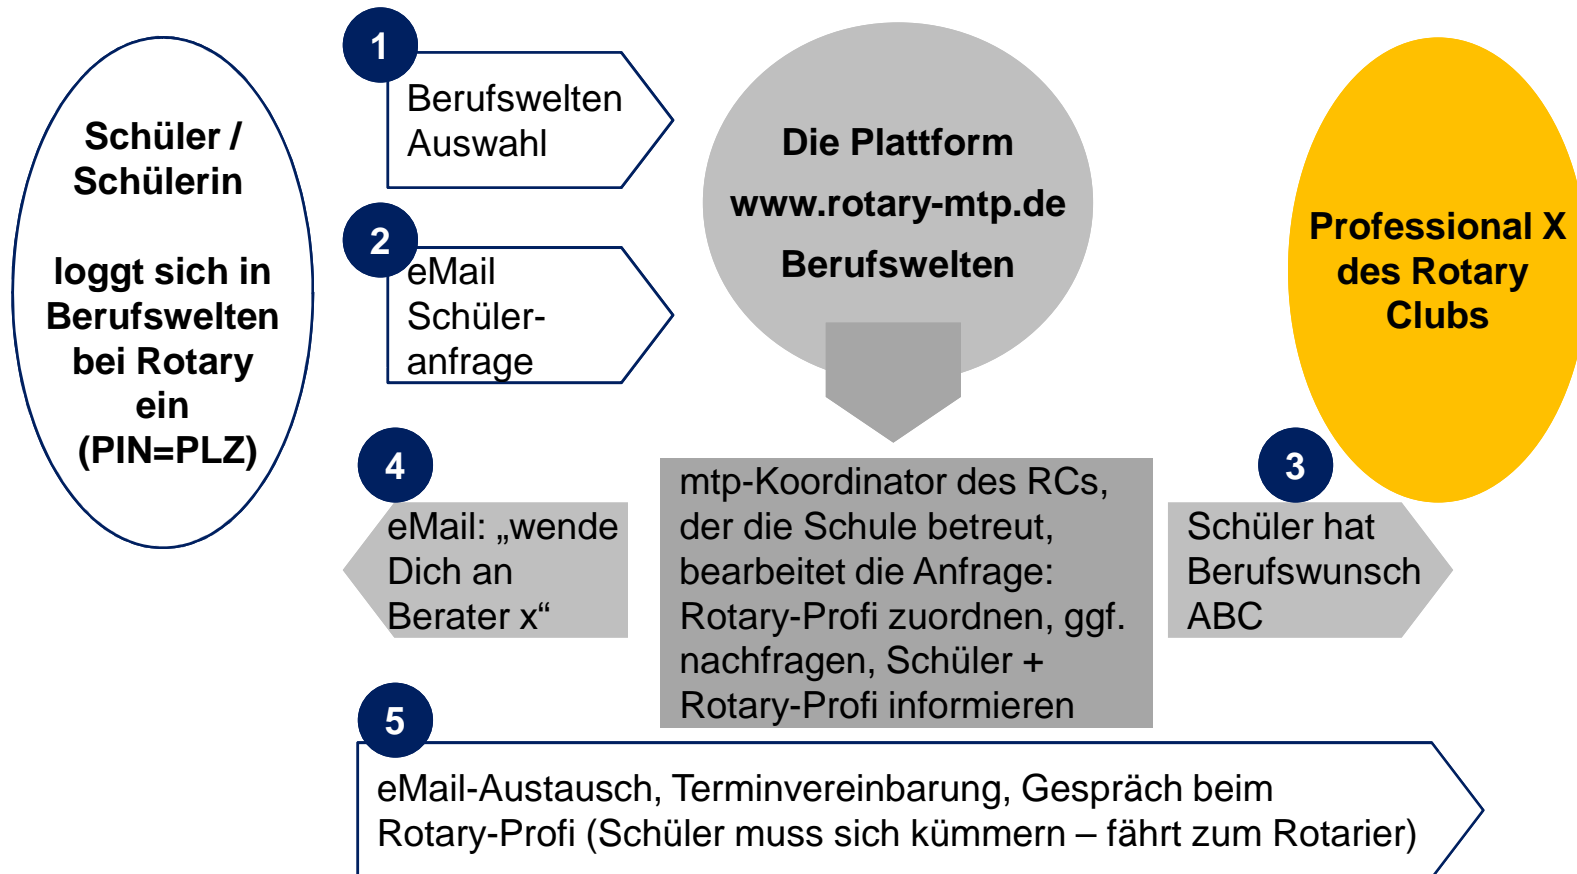 Schüler /
Schülerin
loggt sich in
Berufswelten
bei Rotary
ein
(PIN=PLZ)
1
Berufswelten
Auswahl
2
eMail
Schüler-
anfrage
Die Plattform
www.rotary-mtp.de
Berufswelten
Professional X
des Rotary
Clubs
3
Schüler hat
Berufswunsch
ABC
mtp-Koordinator des RCs,
der die Schule betreut,
bearbeitet die Anfrage:
Rotary-Profi zuordnen, ggf.
nachfragen, Schüler +
Rotary-Profi informieren
4
eMail: „wende
Dich an
Berater x“
5
eMail-Austausch, Terminvereinbarung, Gespräch beim
Rotary-Profi (Schüler muss sich kümmern – fährt zum Rotarier)